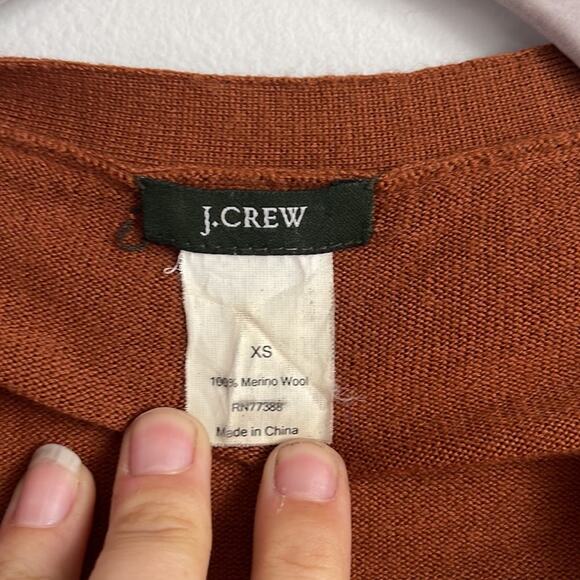 J.CREW
XS
100% Merino Wool
RN77388
Made in China